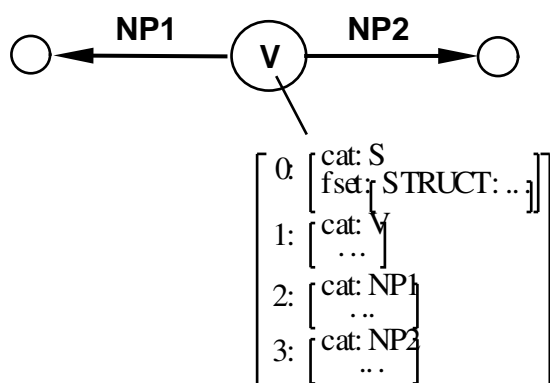 NP1 NP2
V
0: cat: S
fset: STRUCT: ...
1: cat: V
...
2: cat: NP1
...
3: cat: NP2
...